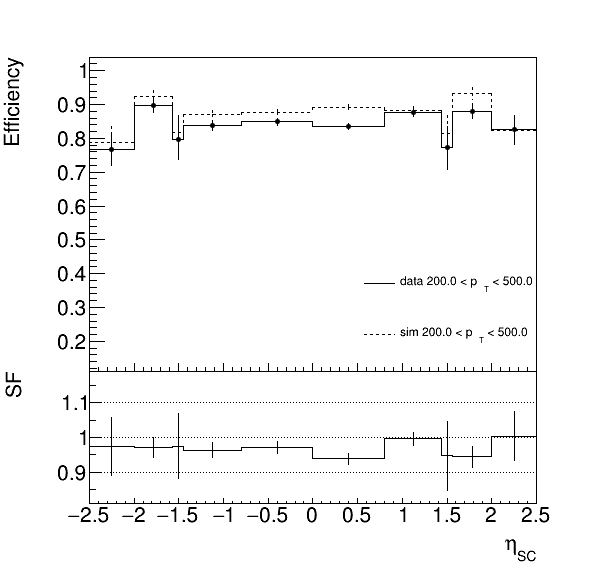 Efficiency
1
0.9
0.8
0.7
0.6
0.5
0.4
0.3
0.2
data 200.0 < p T < 500.0
sim 200.0 < p T < 500.0
SF
1.1
1
0.9
−2.5 −2 −1.5 −1 −0.5 0 0.5 1 1.5 2 2.5
ηSC